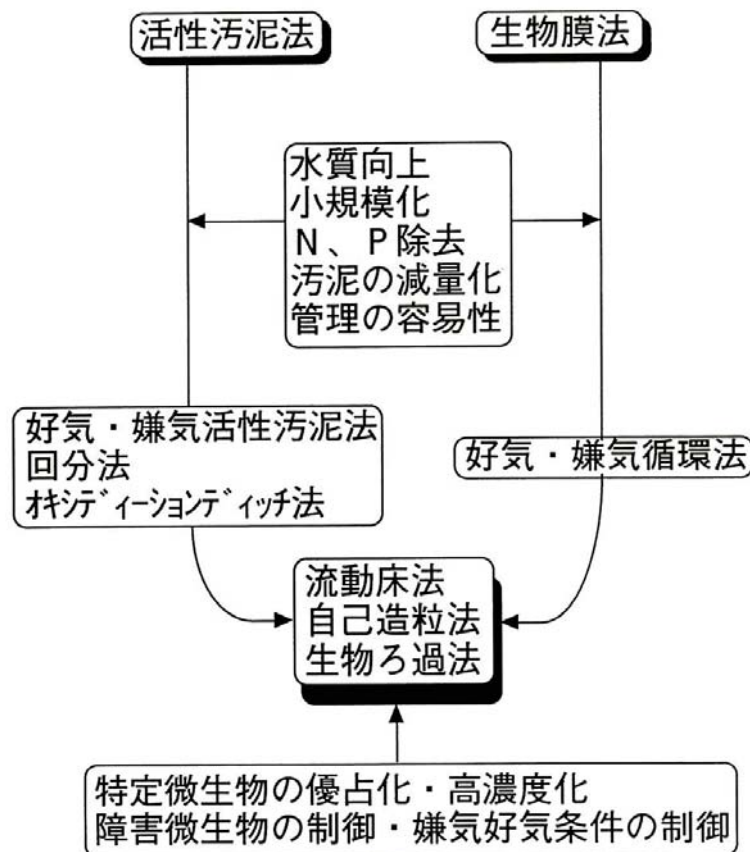 活性汚泥法
生物膜法
水質向上
小規模化
N、P除去
汚泥の減量化
管理の容易性
好気・嫌気活性汚泥法
回分法
ｵｷｼﾃﾞｨｰｼｮﾝﾃﾞｨｯﾁ法
好気・嫌気循環法
流動床法
自己造粒法
生物ろ過法
特定微生物の優占化・高濃度化
障害微生物の制御・嫌気好気条件の制御